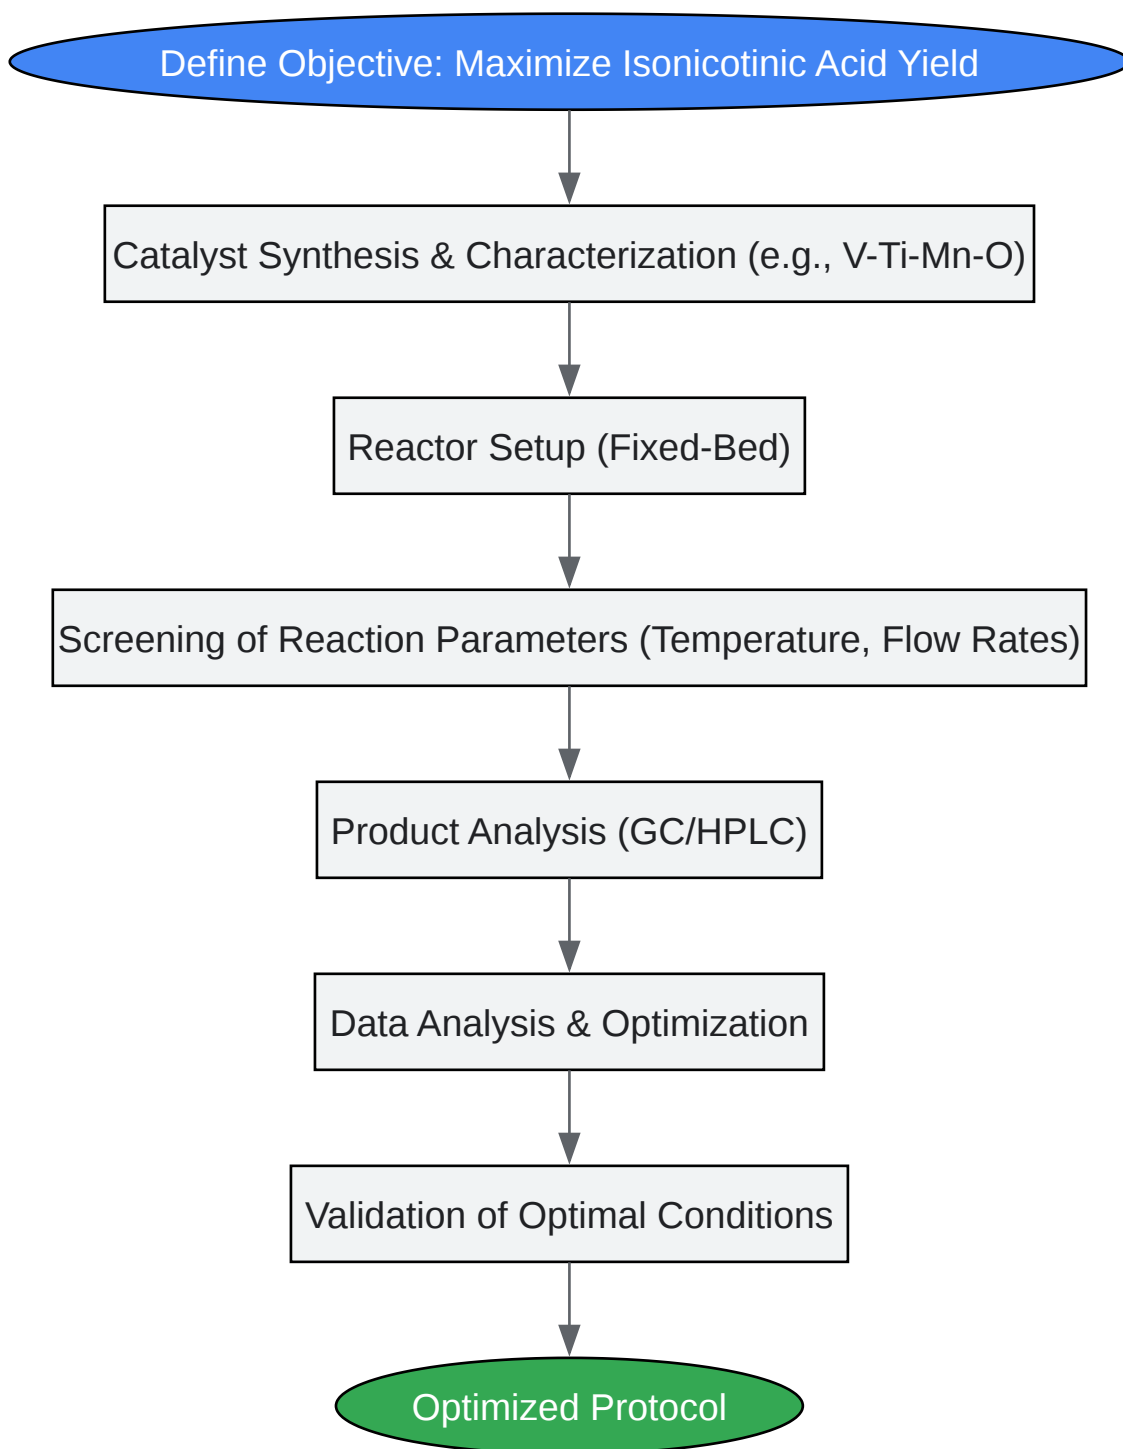 Define Objective: Maximize Isonicotinic Acid Yield
Catalyst Synthesis & Characterization (e.g., V-Ti-Mn-O)
Reactor Setup (Fixed-Bed)
Screening of Reaction Parameters (Temperature, Flow Rates)
Product Analysis (GC/HPLC)
Data Analysis & Optimization
Validation of Optimal Conditions
Optimized Protocol